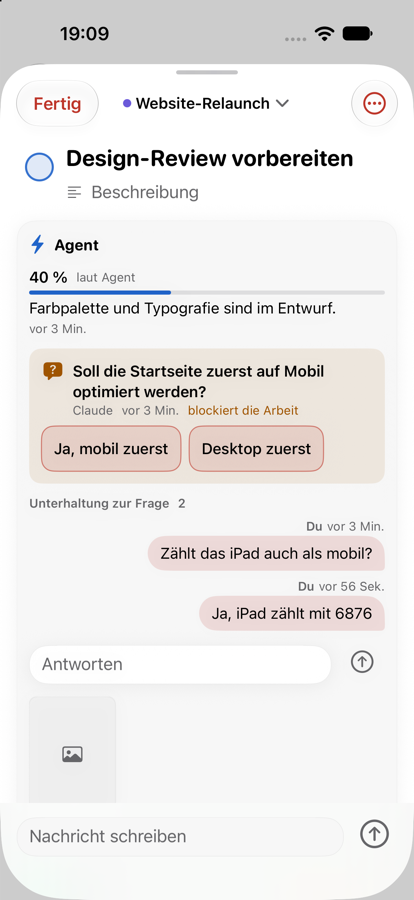 19:09
Fertig
Website-Relaunch
Design-Review vorbereiten
Beschreibung
Agent
40 % laut Agent
Farbpalette und Typografie sind im Entwurf.
vor 3 Min.
Soll die Startseite zuerst auf Mobil
optimiert werden?
Claude vor 3 Min. blockiert die Arbeit
Ja, mobil zuerst
Desktop zuerst
Unterhaltung zur Frage 2
Du vor 3 Min.
Zählt das iPad auch als mobil?
Du vor 56 Sek.
Ja, iPad zählt mit 6876
Antworten
Nachricht schreiben